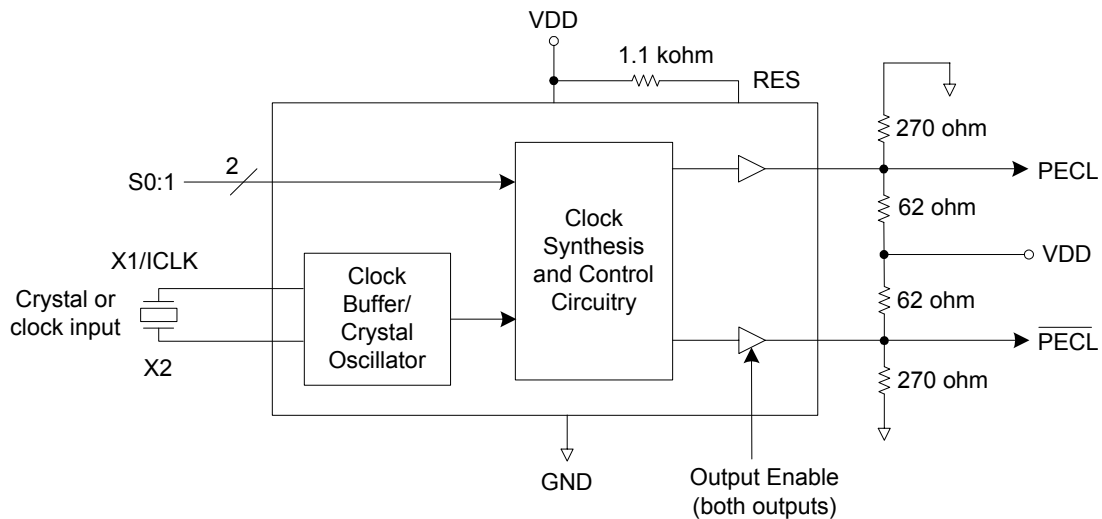 VDD
1.1 kohm
RES
270 ohm
2
S0:1
PECL
Clock
Synthesis
and Control
Circuitry
62 ohm
X1/ICLK
VDD
Clock
Buffer/
Crystal
Oscillator
Crystal or
clock input
62 ohm
X2
PECL
270 ohm
GND
Output Enable
(both outputs)